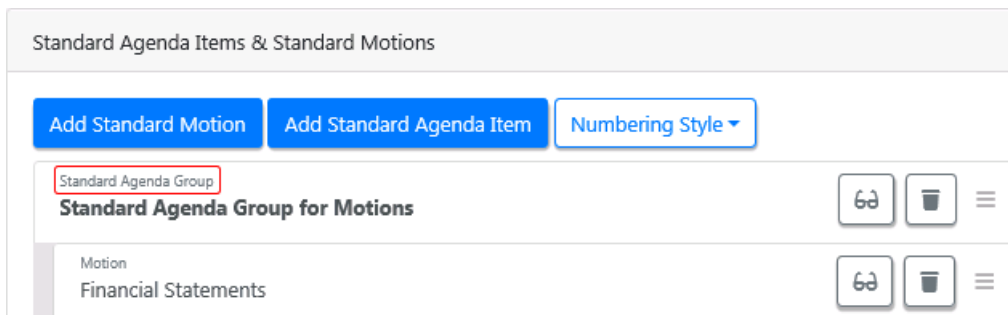 Standard Agenda Items & Standard Motions
Add Standard Motion
Add Standard Agenda Item
Numbering Style
Standard Agenda Group
Standard Agenda Group for Motions
Motion
Financial Statements